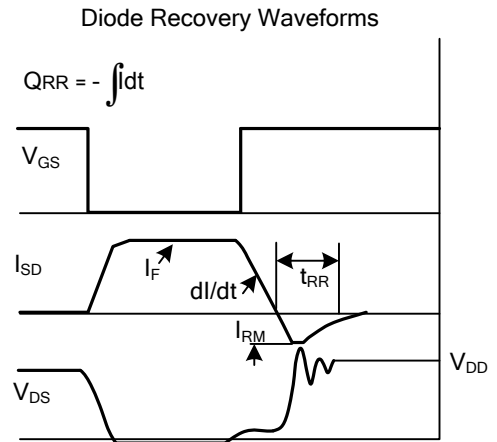 Diode Recovery Waveforms
QRR = - ∫Idt
VGS
ISD
IF
dI/dt
tRR
IRM
VDD
VDS